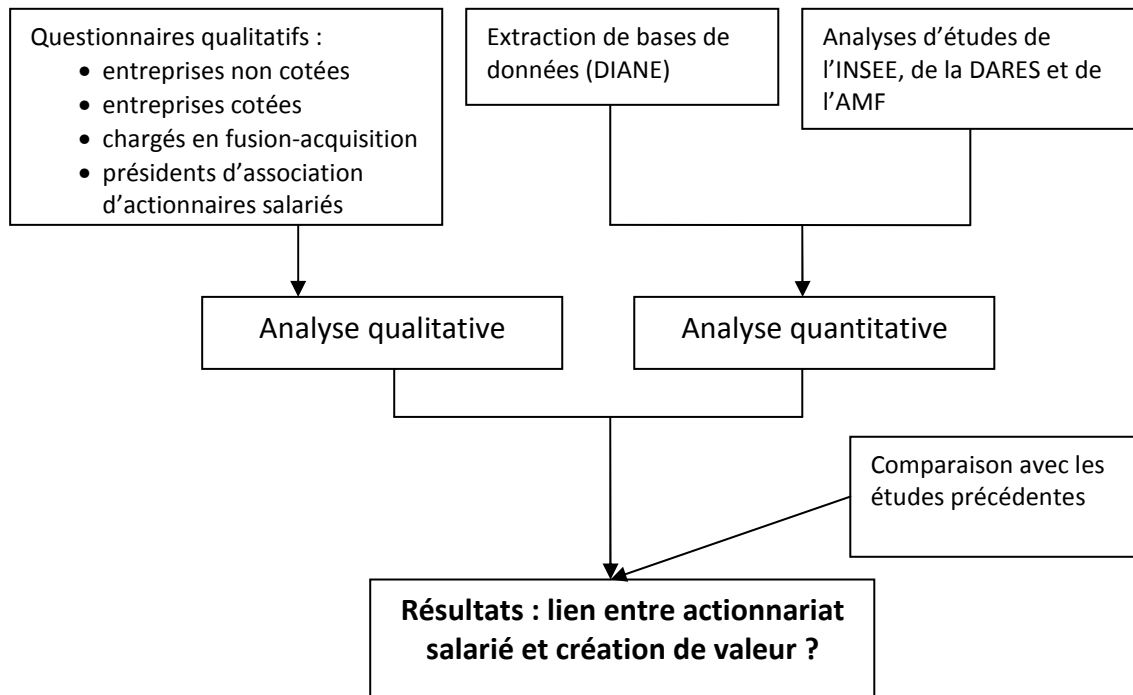 Questionnaires qualitatifs :
• entreprises non cotées
• entreprises cotées
• chargés en fusion-acquisition
• présidents d’association
d’actionnaires salariés
Extraction de bases de
données (DIANE)
Analyses d’études de
l’INSEE, de la DARES et de
l’AMF
Analyse qualitative
Analyse quantitative
Comparaison avec les
études précédentes
Résultats : lien entre actionnariat
salarié et création de valeur ?